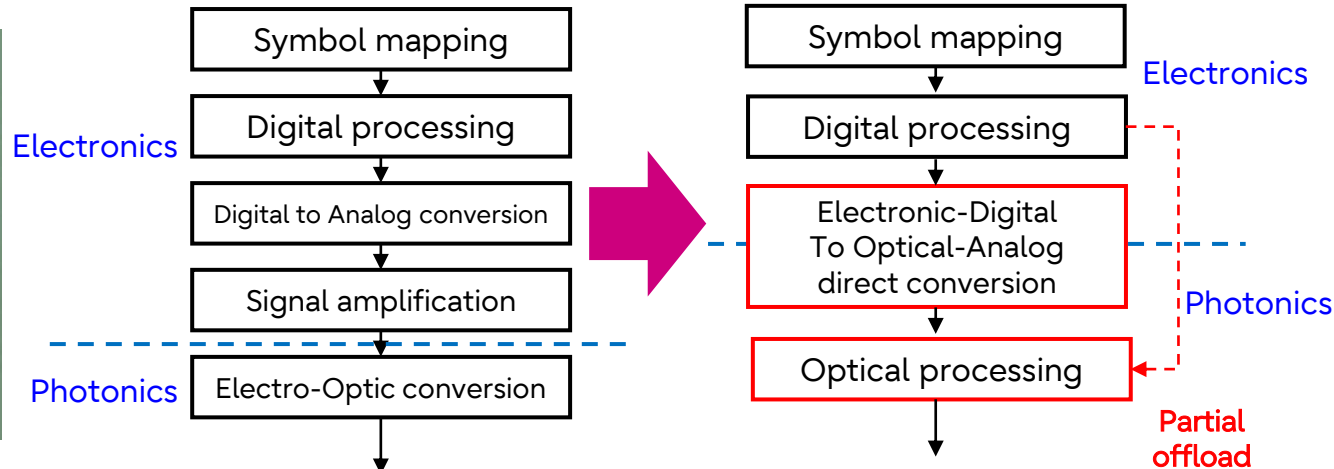 Symbol mapping
Digital processing
Electronics
Digital to Analog conversion
Signal amplification
Photonics
Electro-Optic conversion
Symbol mapping
Electronics
Digital processing
Electronic-Digital
To Optical-Analog
direct conversion
Photonics
Optical processing
Partial
offload